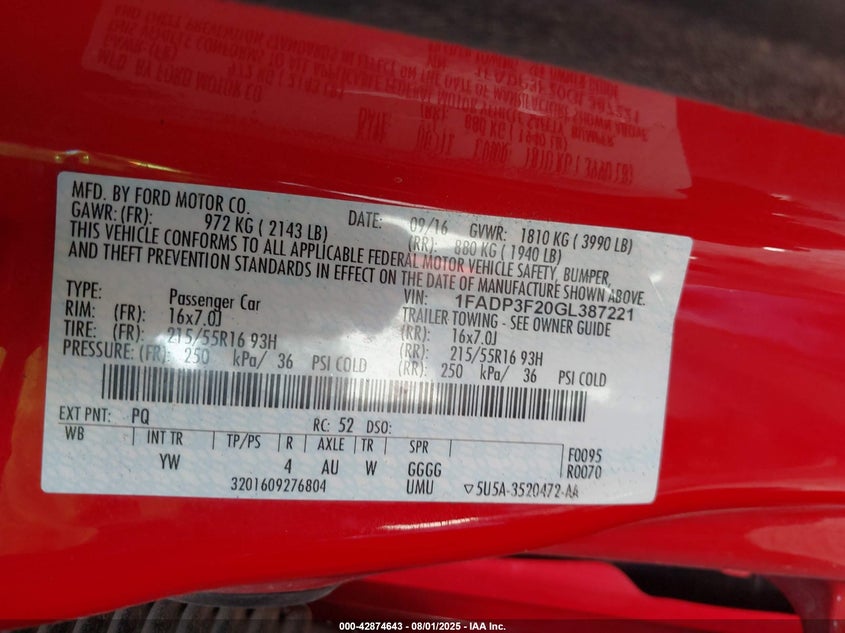 MFD. BY FORD MOTOR CO.
DATE: 09/16 GVWR: 1810 KG ( 3990 LB)
GAWR: (FR): 972 KG ( 2143 LB) (RR): 880 KG ( 1940 LB)
THIS VEHICLE CONFORMS TO ALL APPLICABLE FEDERAL MOTOR VEHICLE SAFETY, BUMPER,
AND THEFT PREVENTION STANDARDS IN EFFECT ON THE DATE OF MANUFACTURE SHOWN ABOVE.
VIN: 1FADP3F20GL387221
TYPE: Passenger Car TRAILER TOWING - SEE OWNER GUIDE
RIM: (FR): 16x7.0J (RR): 16x7.0J
TIRE: (FR): 215/55R16 93H (RR): 215/55R16 93H
PRESSURE: (FR): 250 kPa/ 36 PSI COLD (RR): 250 kPa/ 36 PSI COLD
EXT PNT: PQ RC: 52 DSO:
WB INT TR TP/PS R AXLE TR SPR F0095
YW 4 AU W GGGG R0070
3201609276804 UMU ▽5U5A-3520472-AA
000-42874643 - 08/01/2025 - IAA Inc.